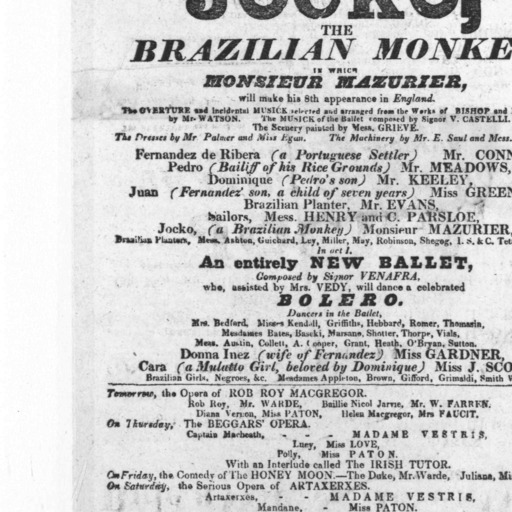 JOCKO,
THE
BRAZILIAN MONKE
IN WHICH
MONSIEUR MAZURIER,
will make his 8th appearance in England.
The OVERTURE and Incidental MUSICK selected and arranged from the Works of BISHOP and
by Mr. WATSON. The MUSICK of the Ballet composed by Signor V. CASTELLI.
The Scenery painted by Mess. GRIEVE.
The Dresses by Mr. Palmer and Miss Egan. The Machinery by Mr. E. Saul and Mess.
Fernandez de Ribera (a Portuguese Settler) Mr. CONN
Pedro (Bailiff of his Rice Grounds) Mr. MEADOWS,
Dominique (Pedro's son) Mr. KEELEY,
Juan (Fernandez' son, a child of seven years) Miss GREEN
Brazilian Planter, Mr. EVANS,
Sailors, Mess. HENRY and C. PARSLOE,
Jocko, (a Brazilian Monkey) Monsieur MAZURIER,
Brazilian Planters, Mess. Ashton, Guichard, Ley, Miller, May, Robinson, Shegog, I. S. & C. Tet
In act I.
An entirely NEW BALLET,
Composed by Signor VENAFRA,
who, assisted by Mrs. VEDY, will dance a celebrated
BOLERO.
Dancers in the Ballet,
Mrs. Bedford, Misses Kendall, Griffiths, Hebbard, Romer, Thomasin,
Mesdames Bates, Baseki, Marsano, Shotter, Thorpe, Vials,
Mess. Austin, Collett, A. Cooper, Grant, Heath, O'Bryan, Sutton.
Donna Inez (wife of Fernandez) Miss GARDNER,
Cara (a Mulatto Girl, beloved by Dominique) Miss J. SCO
Brazilian Girls, Negroes, &c. Mesdames Appleton, Brown, Gifford, Grimaldi, Smith W
Tomorrow, the Opera of ROB ROY MACGREGOR.
Rob Roy, Mr. WARDE, Baillie Nicol Jarvie, Mr. W. FARREN,
Diana Vernon, Miss PATON, Helen Macgregor, Mrs FAUCIT.
On Thursday, The BEGGARS' OPERA.
Captain Macheath, - - MADAME VESTRIS,
Lucy, Miss LOVE,
Polly, Miss PATON.
With an Interlude called The IRISH TUTOR.
On Friday, the Comedy of The HONEY MOON.—The Duke, Mr. Warde, Juliana, Mi
On Saturday, the Serious Opera of ARTAXERXES.
Artaxerxes, - - MADAME VESTRIS,
Mandane, - Miss PATON.